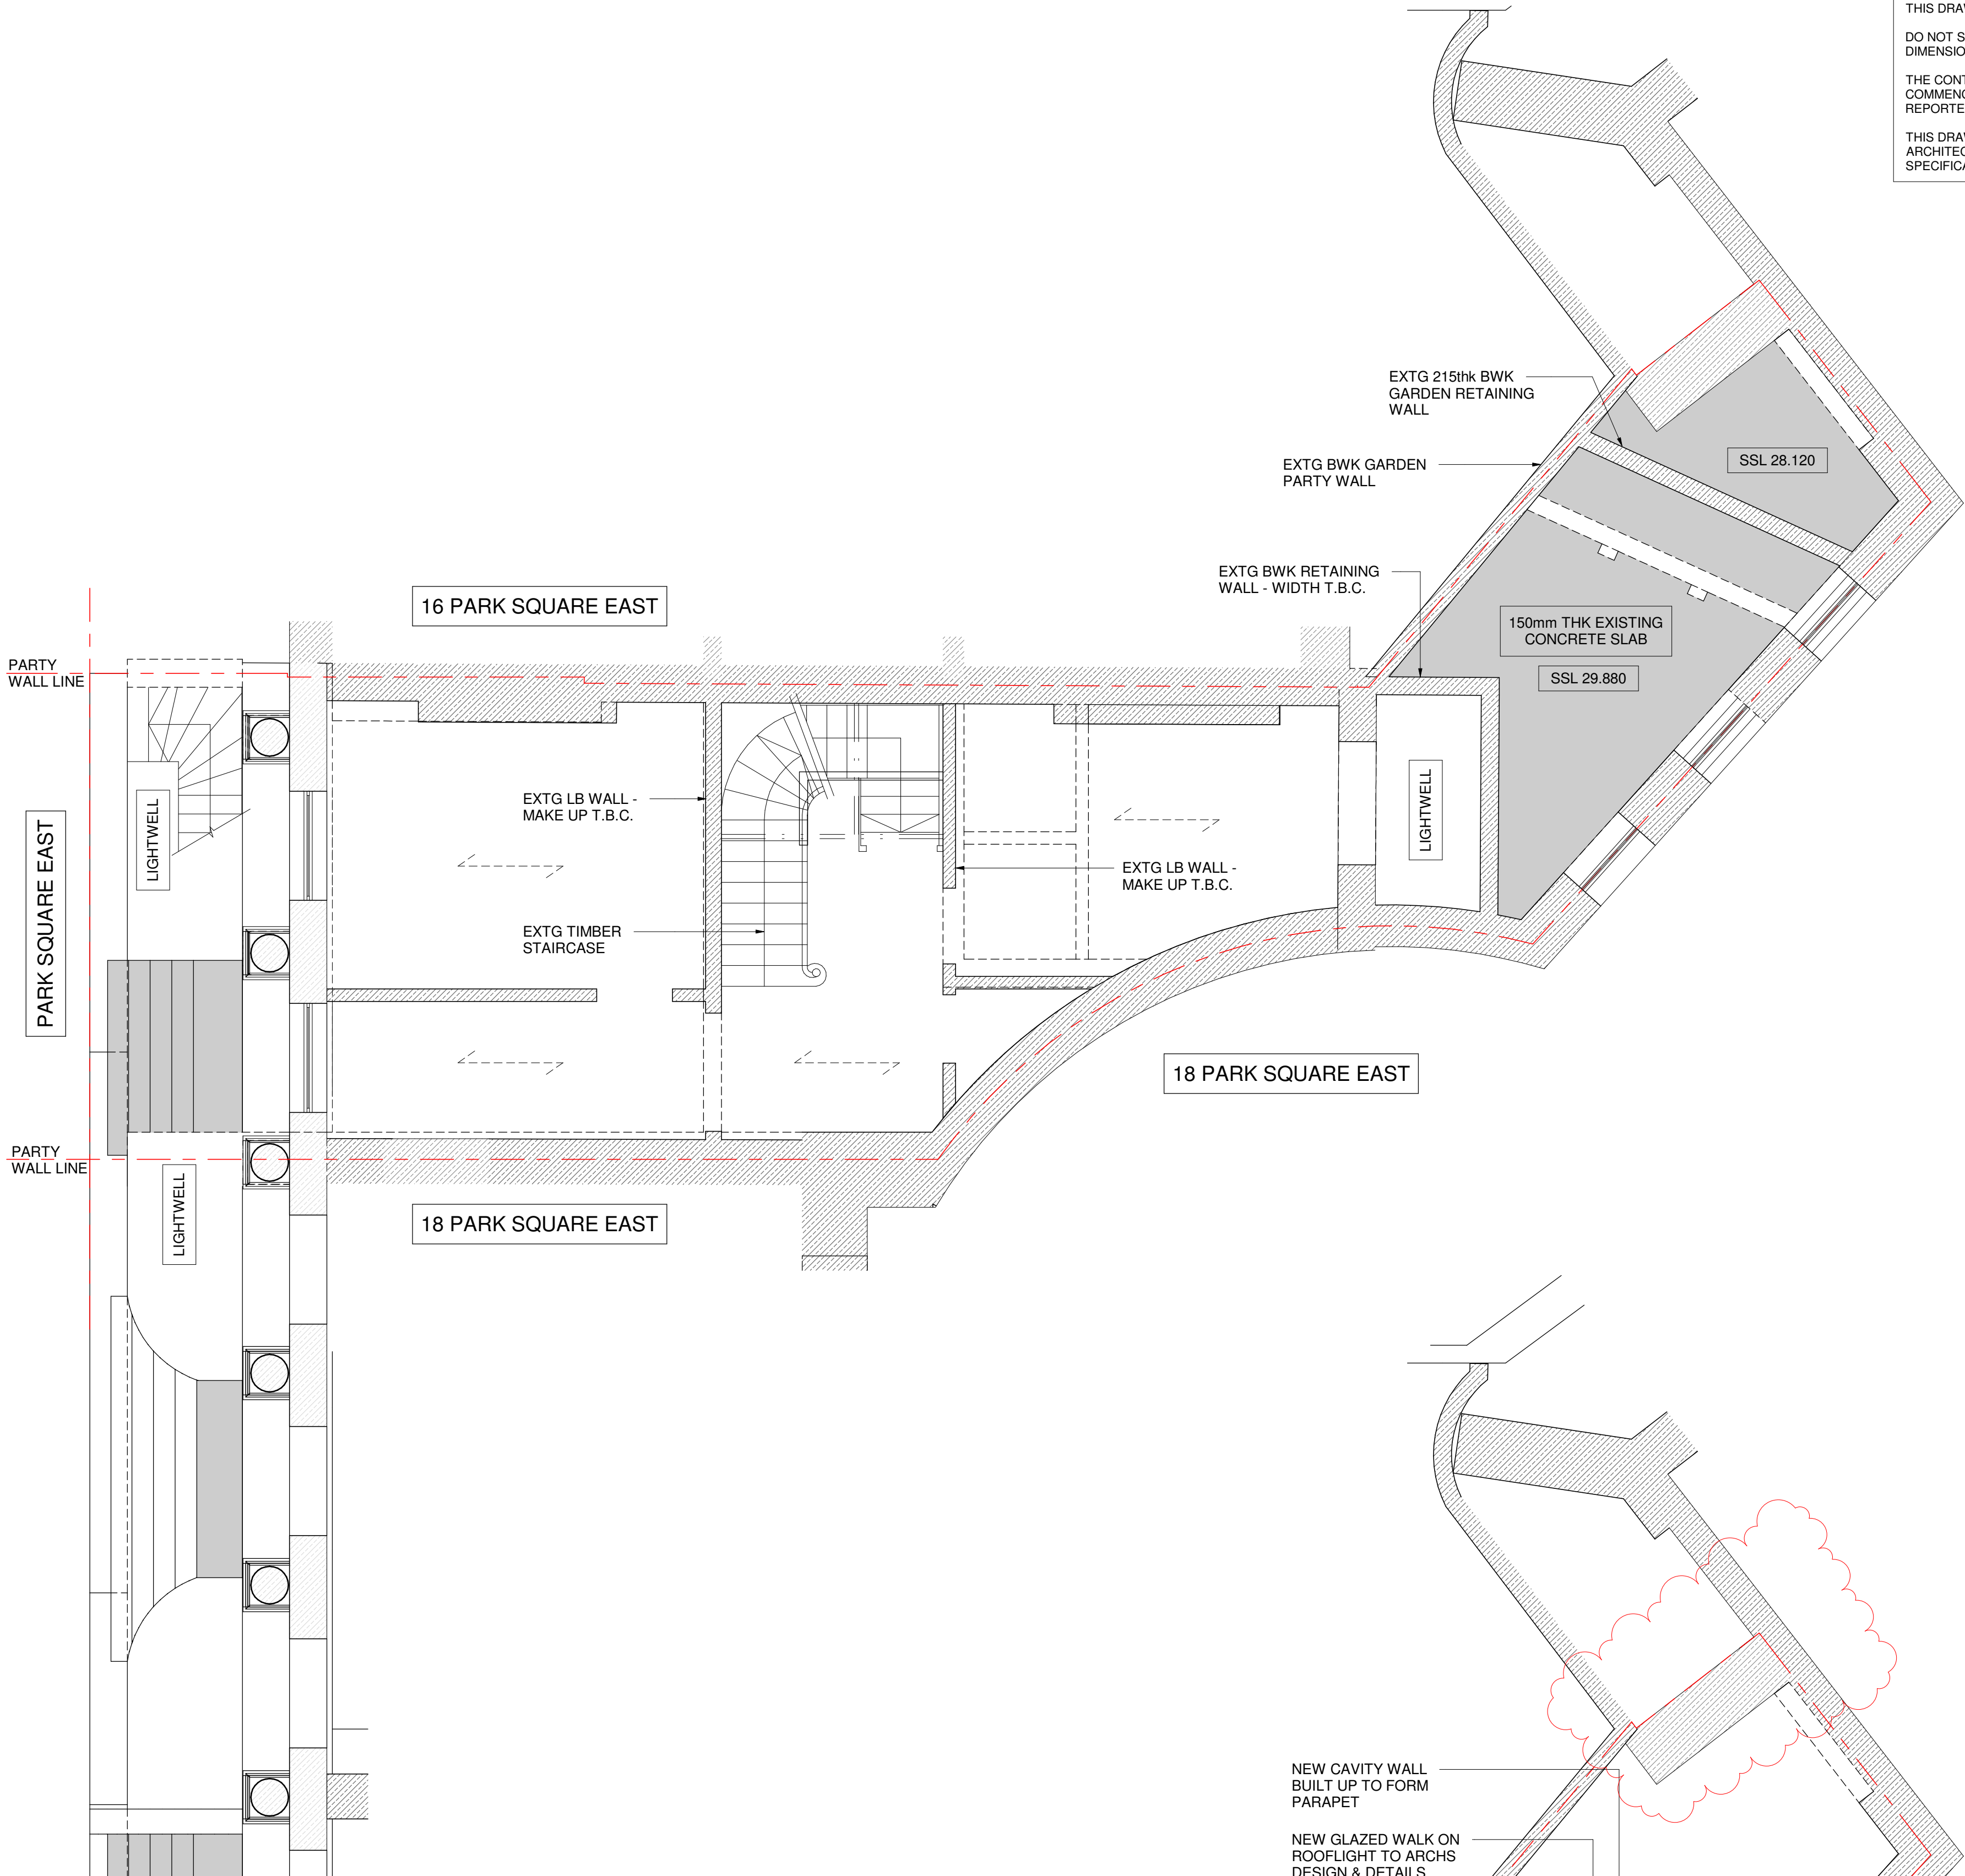 THIS DRA
DO NOT S
DIMENSIO
THE CONT
COMMENC
REPORTE
THIS DRA
ARCHITEC
SPECIFICA
EXTG 215thk BWK
GARDEN RETAINING
WALL
SSL 28.120
EXTG BWK GARDEN
PARTY WALL
EXTG BWK RETAINING
WALL - WIDTH T.B.C.
150mm THK EXISTING
CONCRETE SLAB
SSL 29.880
16 PARK SQUARE EAST
PARTY
WALL LINE
LIGHTWELL
EXTG LB WALL -
MAKE UP T.B.C.
LIGHTWELL
PARK SQUARE EAST
EXTG LB WALL -
MAKE UP T.B.C.
EXTG TIMBER
STAIRCASE
18 PARK SQUARE EAST
PARTY
WALL LINE
LIGHTWELL
18 PARK SQUARE EAST
NEW CAVITY WALL
BUILT UP TO FORM
PARAPET
NEW GLAZED WALK ON
ROOFLIGHT TO ARCHS
DESIGN & DETAILS